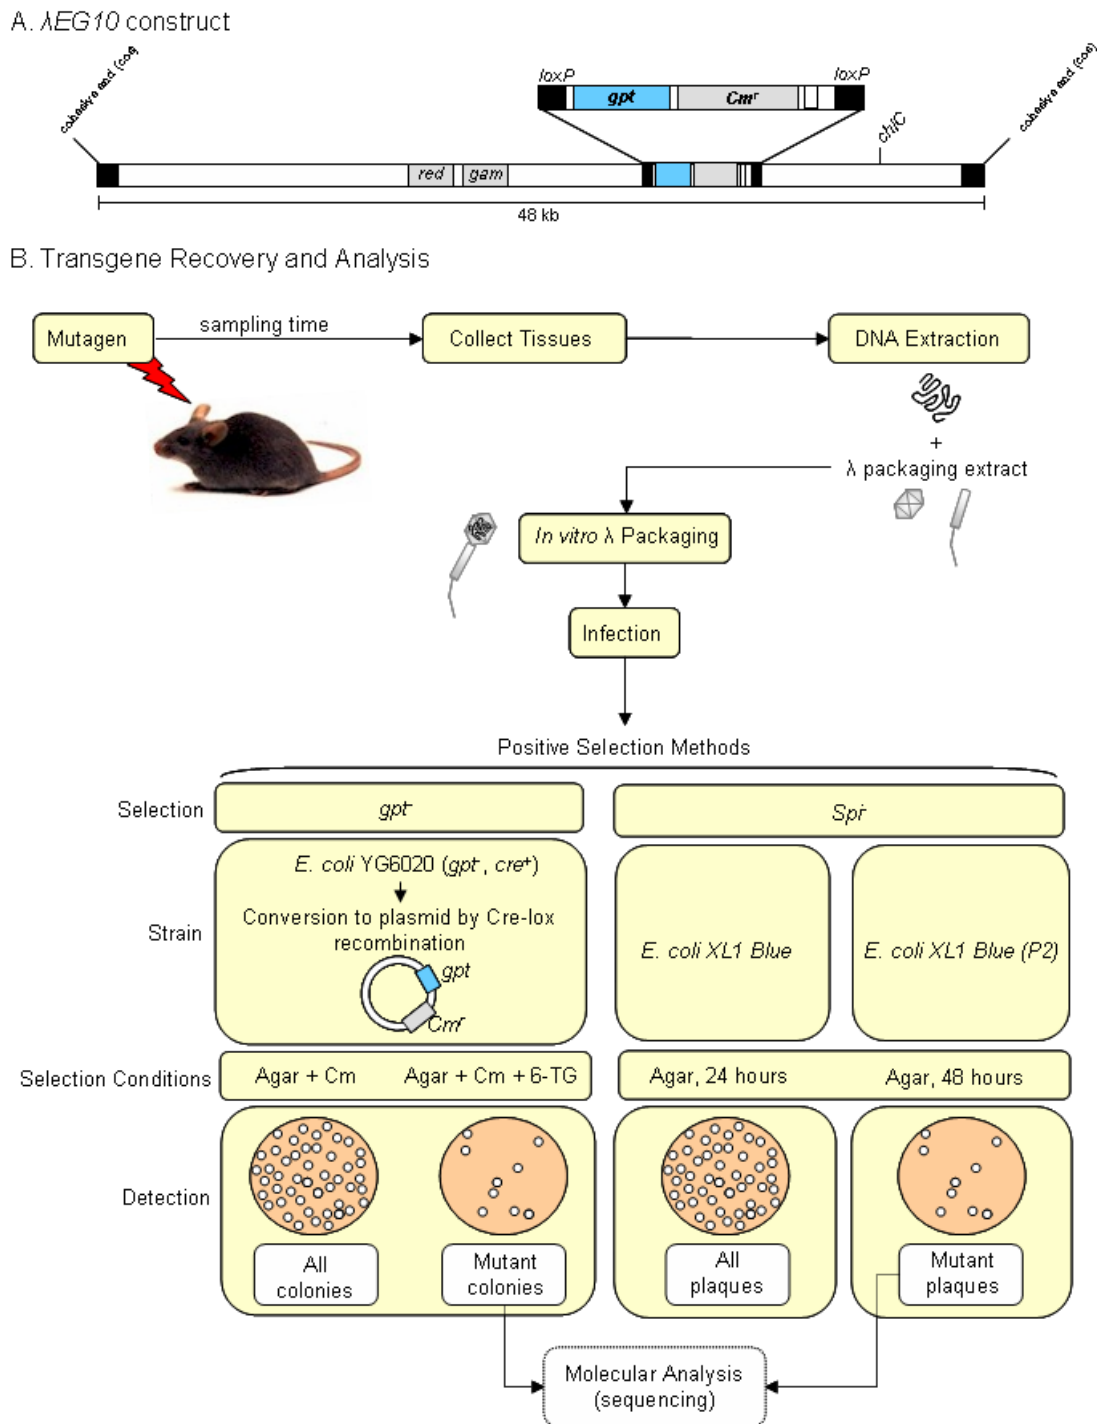 A. λEG10 construct
cohesive end (cos)
loxP
loxP
gpt
Cmʳ
chiC
cohesive end (cos)
red
gam
48 kb
B. Transgene Recovery and Analysis
Mutagen
sampling time
Collect Tissues
DNA Extraction
+
λ packaging extract
In vitro λ Packaging
Infection
Positive Selection Methods
Selection
gpt⁻
Spi⁻
Strain
E. coli YG6020 (gpt⁻, cre⁺)
Conversion to plasmid by Cre-lox
recombination
gpt
Cmʳ
E. coli XL1 Blue
E. coli XL1 Blue (P2)
Selection Conditions
Agar + Cm
Agar + Cm + 6-TG
Agar, 24 hours
Agar, 48 hours
Detection
All
colonies
Mutant
colonies
All
plaques
Mutant
plaques
Molecular Analysis
(sequencing)